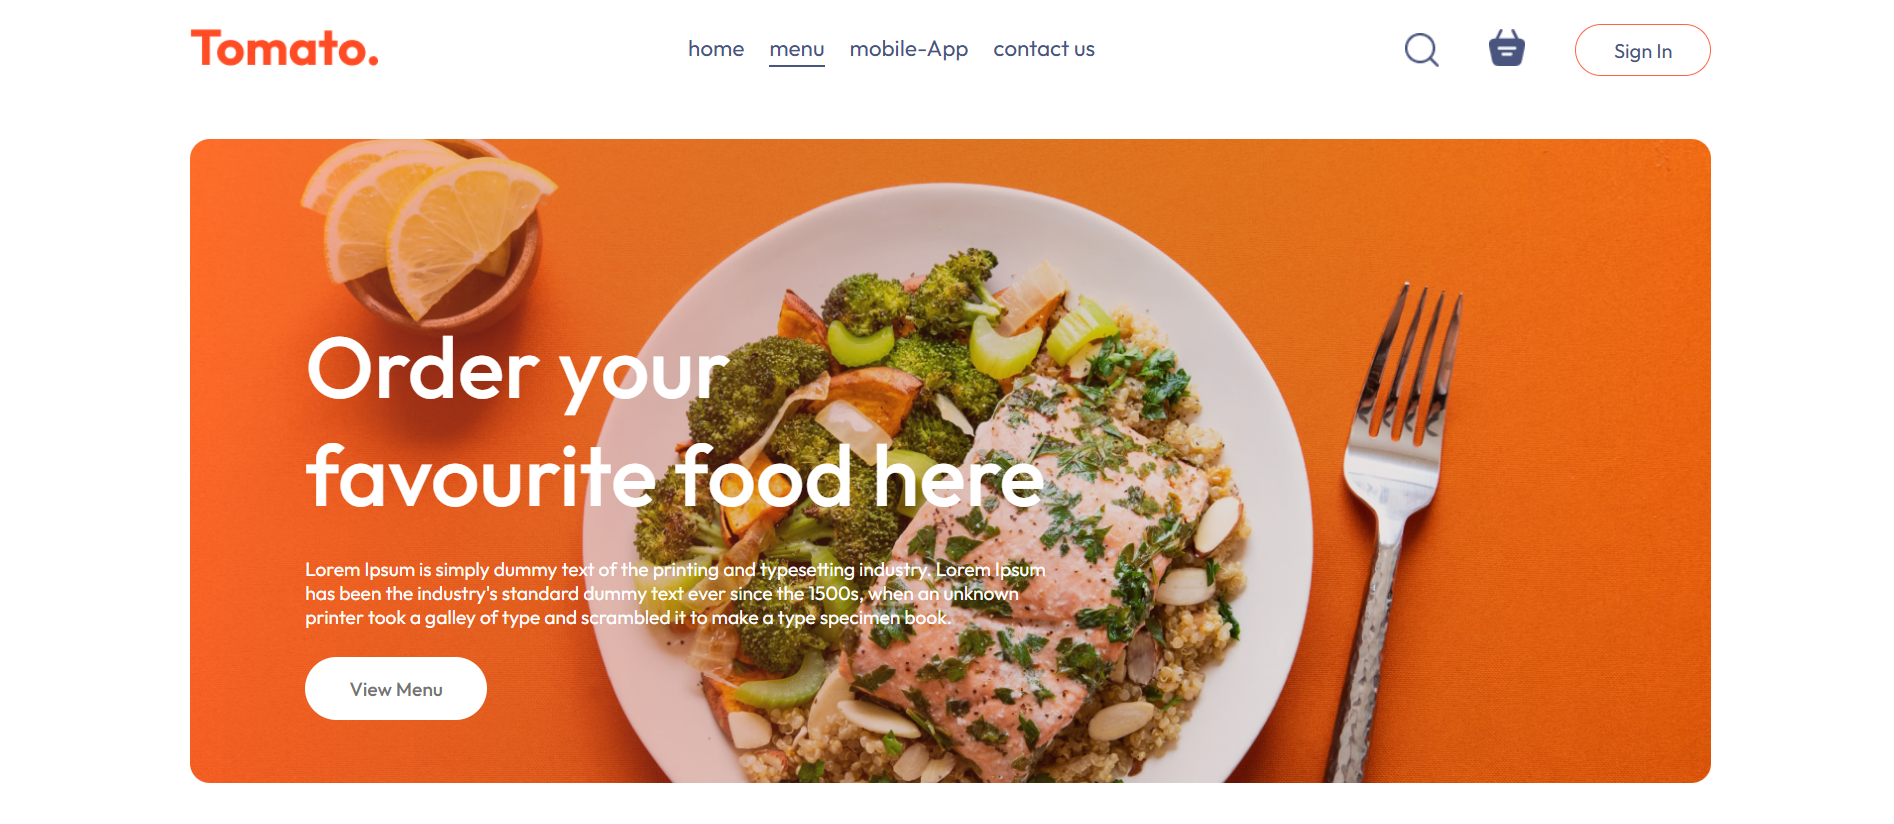 Tomato.
home menu mobile-App contact us
Sign In
Order your
favourite food here
Lorem Ipsum is simply dummy text of the printing and typesetting industry. Lorem Ipsum
has been the industry's standard dummy text ever since the 1500s, when an unknown
printer took a galley of type and scrambled it to make a type specimen book.
View Menu